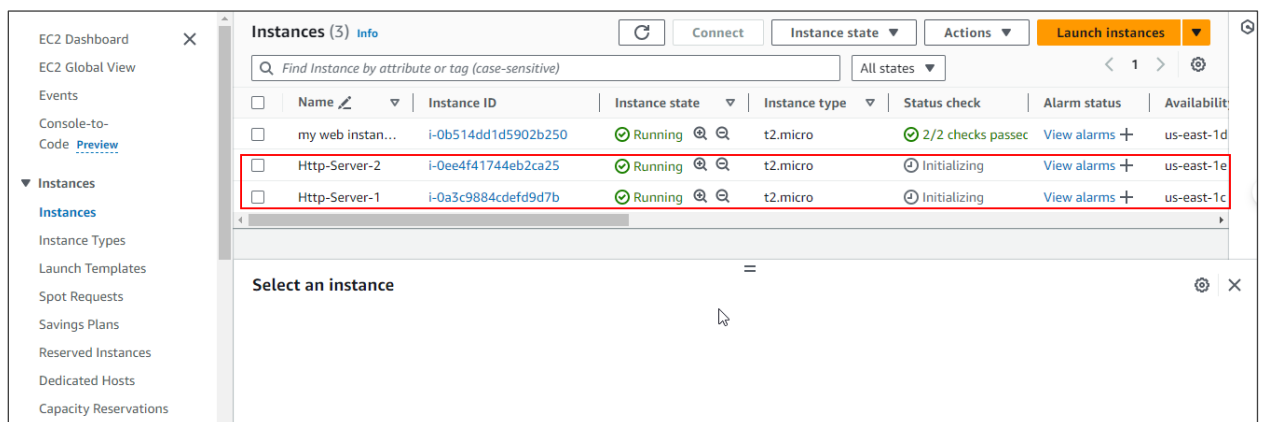 EC2 Dashboard
EC2 Global View
Events
Console-to-
Code Preview
Instances
Instances
Instance Types
Launch Templates
Spot Requests
Savings Plans
Reserved Instances
Dedicated Hosts
Capacity Reservations
Instances (3) Info
Connect
Instance state
Actions
Launch instances
Find Instance by attribute or tag (case-sensitive)
All states
1
Name Instance ID Instance state Instance type Status check Alarm status Availability
my web instan... i-0b514dd1d5902b250 Running t2.micro 2/2 checks passec View alarms us-east-1d
Http-Server-2 i-0ee4f41744eb2ca25 Running t2.micro Initializing View alarms us-east-1e
Http-Server-1 i-0a3c9884cdefd9d7b Running t2.micro Initializing View alarms us-east-1c
Select an instance